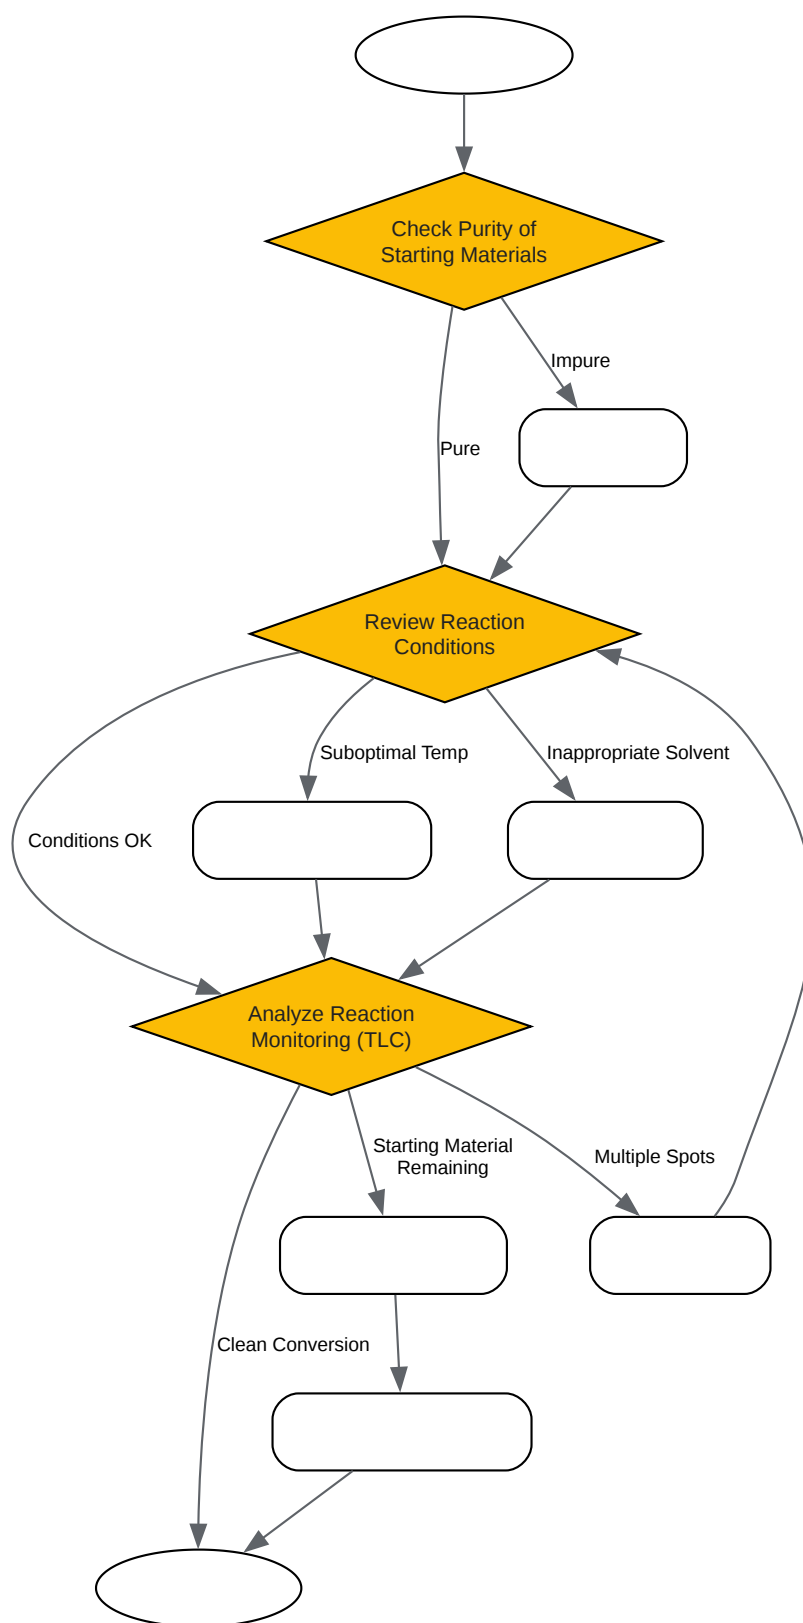 Check Purity of
Starting Materials
Impure
Pure
Review Reaction
Conditions
Suboptimal Temp
Inappropriate Solvent
Conditions OK
Analyze Reaction
Monitoring (TLC)
Starting Material
Remaining
Multiple Spots
Clean Conversion